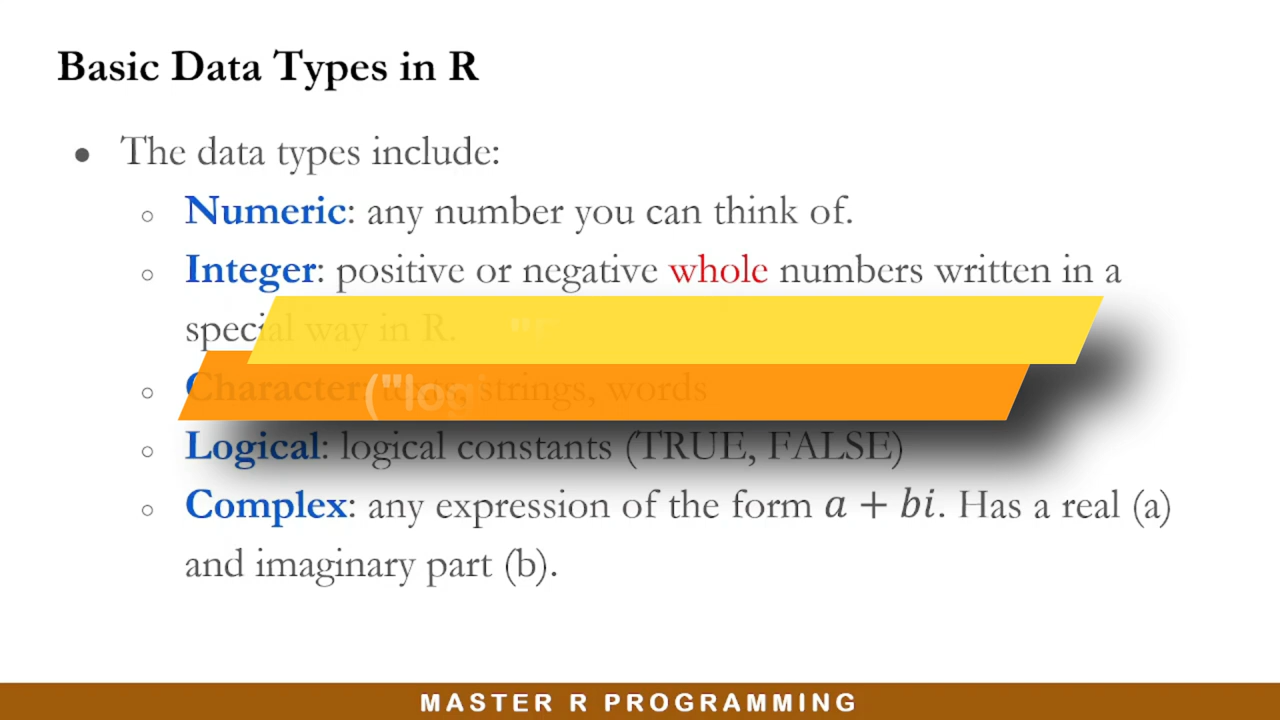 Basic Data Types in R
● The data types include:
○ Numeric: any number you can think of.
○ Integer: positive or negative whole numbers written in a
special way in R.
○ Character: texts, strings, words
("log
○ Logical: logical constants (TRUE, FALSE)
○ Complex: any expression of the form a + bi. Has a real (a)
and imaginary part (b).
MASTER R PROGRAMMING